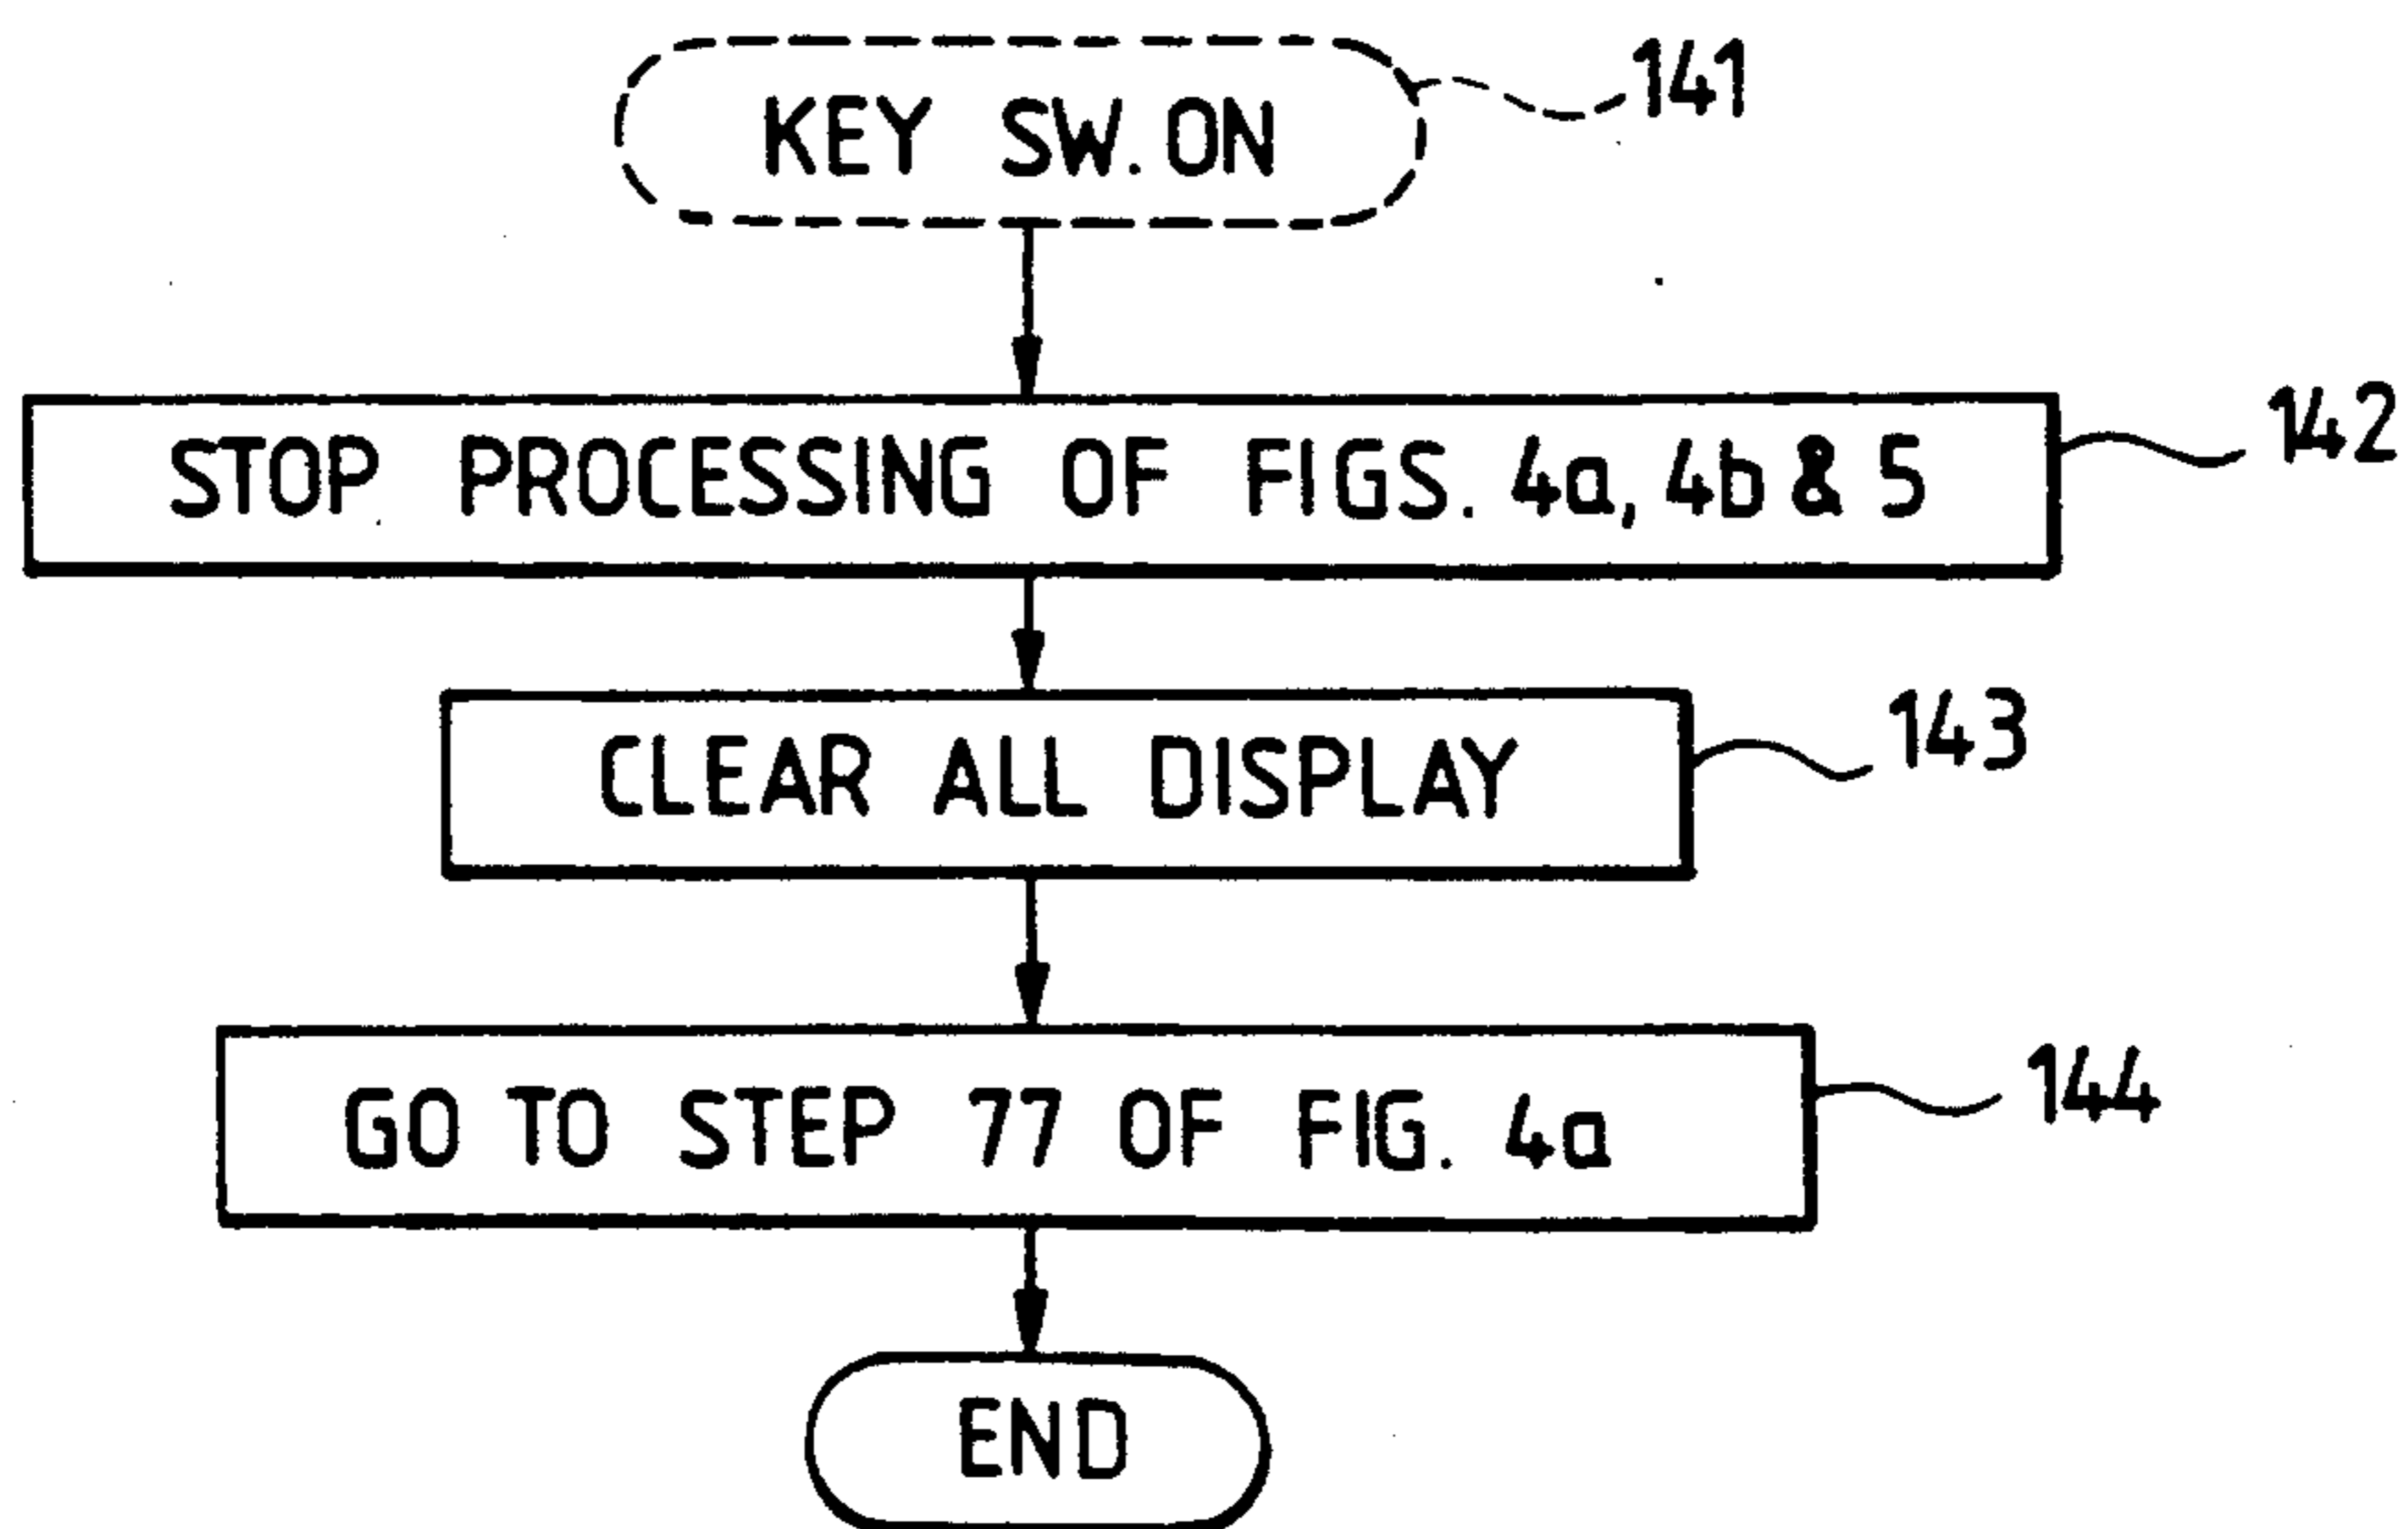 KEY SW. ON
141
STOP PROCESSING OF FIGS. 4a, 4b & 5
142
CLEAR ALL DISPLAY
143
GO TO STEP 77 OF FIG. 4a
144
END